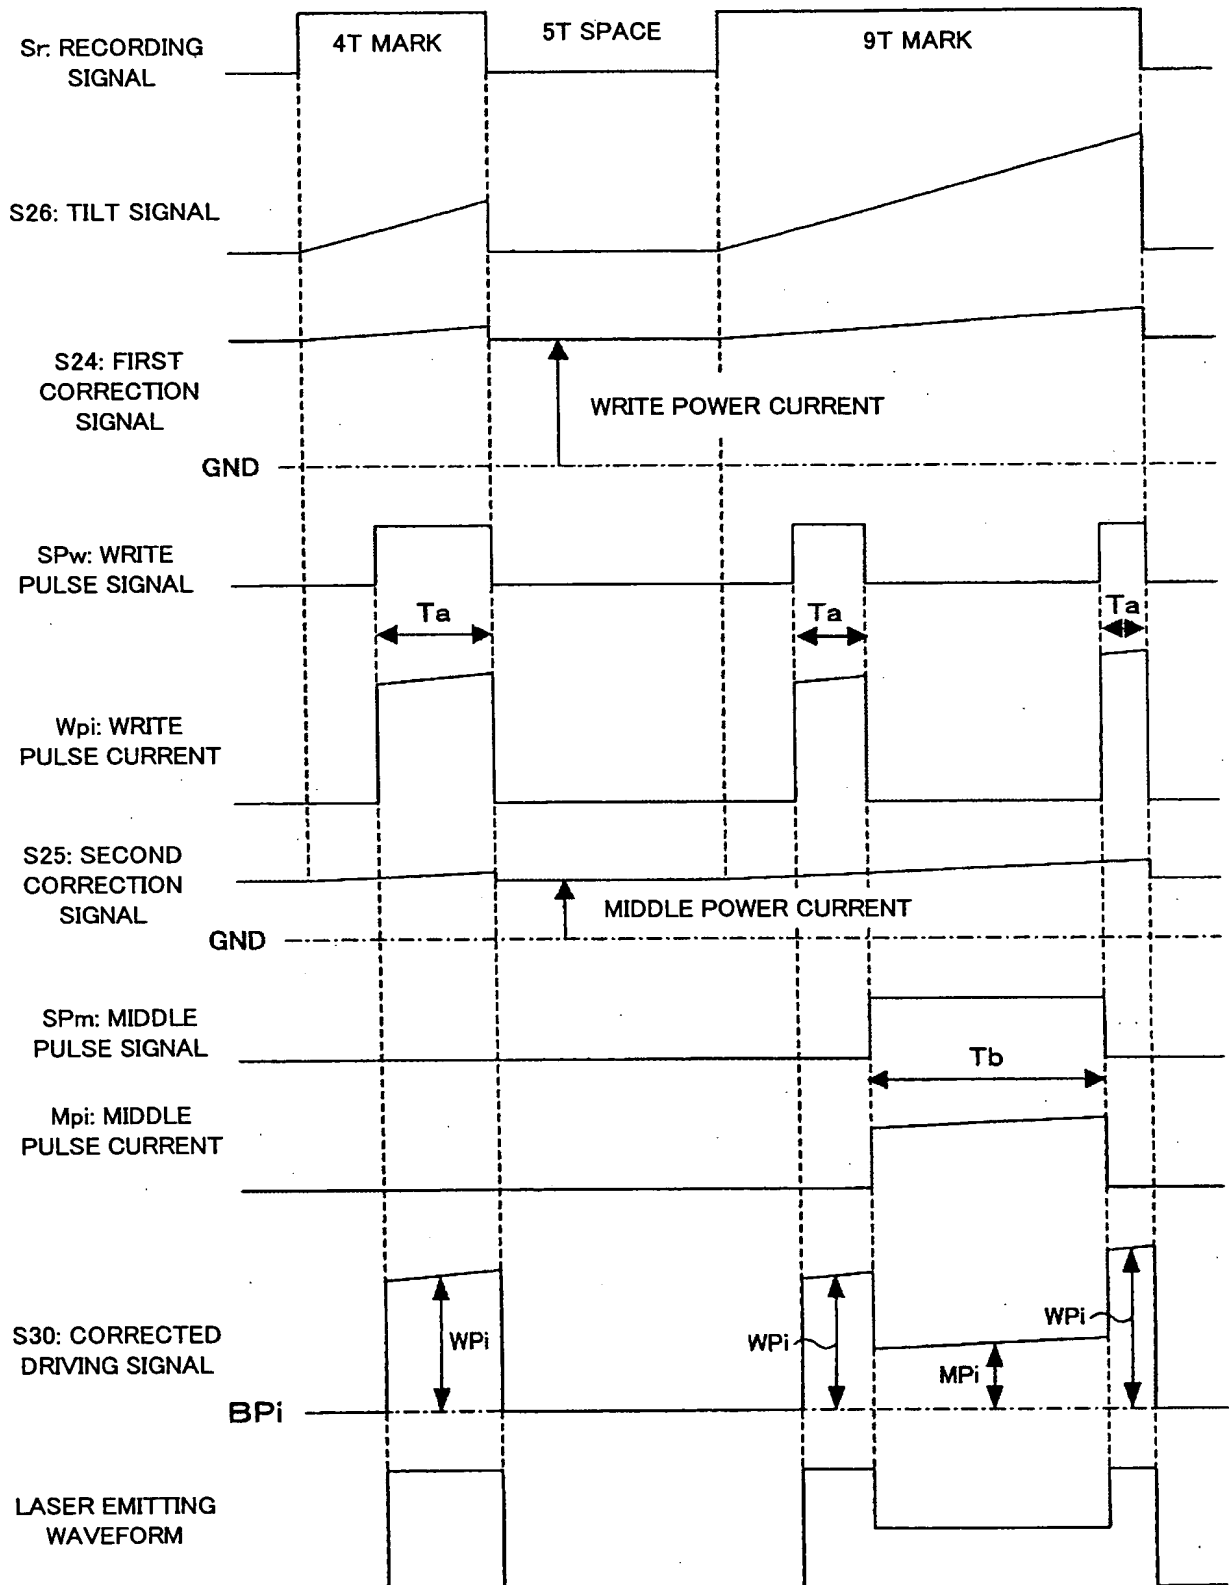 Sr: RECORDING
SIGNAL
4T MARK
5T SPACE
9T MARK
S26: TILT SIGNAL
S24: FIRST
CORRECTION
SIGNAL
WRITE POWER CURRENT
GND
SPw: WRITE
PULSE SIGNAL
Ta
Ta
Ta
Wpi: WRITE
PULSE CURRENT
S25: SECOND
CORRECTION
SIGNAL
MIDDLE POWER CURRENT
GND
SPm: MIDDLE
PULSE SIGNAL
Tb
Mpi: MIDDLE
PULSE CURRENT
S30: CORRECTED
DRIVING SIGNAL
WPi
WPi
MPi
WPi
BPi
LASER EMITTING
WAVEFORM